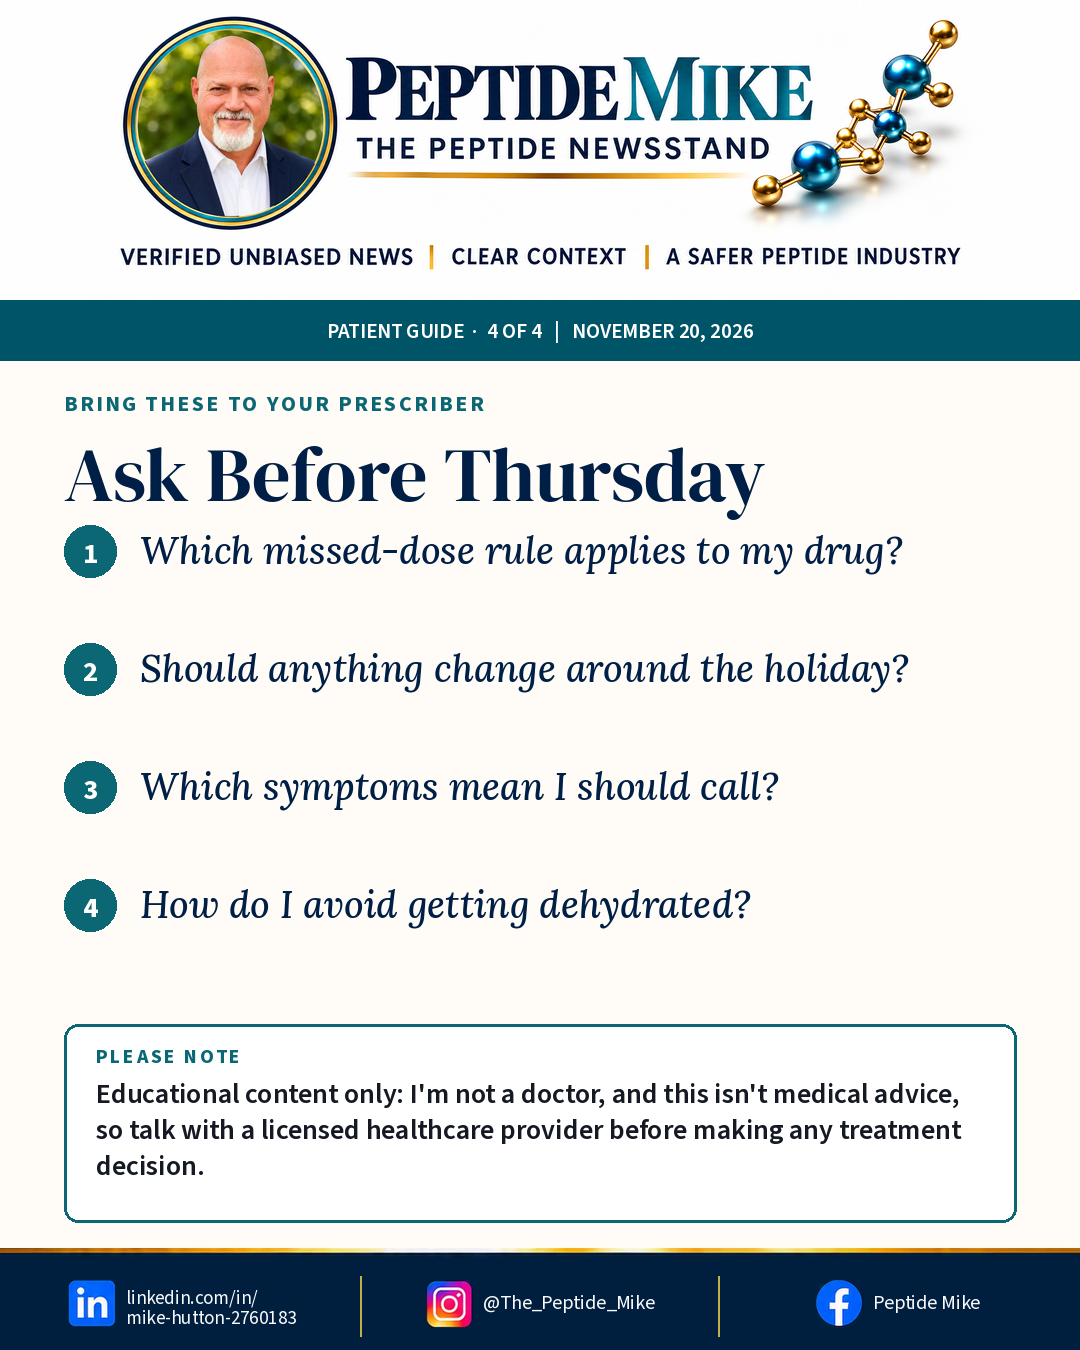 PEPTIDEMIKE
THE PEPTIDE NEWSSTAND
VERIFIED UNBIASED NEWS | CLEAR CONTEXT | A SAFER PEPTIDE INDUSTRY
PATIENT GUIDE · 4 OF 4 | NOVEMBER 20, 2026
BRING THESE TO YOUR PRESCRIBER
Ask Before Thursday
1 Which missed-dose rule applies to my drug?
2 Should anything change around the holiday?
3 Which symptoms mean I should call?
4 How do I avoid getting dehydrated?
PLEASE NOTE
Educational content only: I'm not a doctor, and this isn't medical advice,
so talk with a licensed healthcare provider before making any treatment
decision.
linkedin.com/in/
mike-hutton-2760183
@The_Peptide_Mike
Peptide Mike